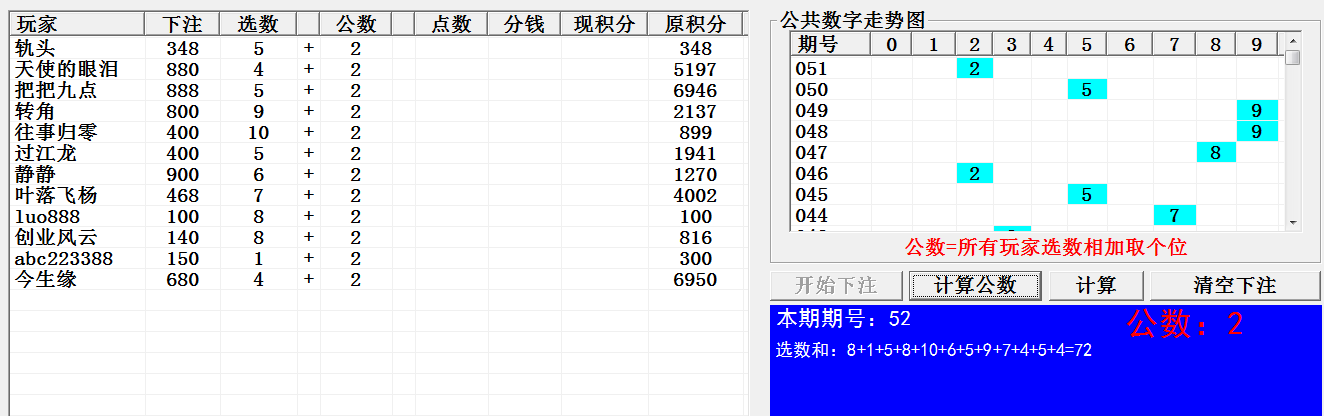 玩家 下注 选数 公数 点数 分钱 现积分 原积分
轨头 348 5 + 2 348
天使的眼泪 880 4 + 2 5197
把把九点 888 5 + 2 6946
转角 800 9 + 2 2137
往事归零 400 10 + 2 899
过江龙 400 5 + 2 1941
静静 900 6 + 2 1270
叶落飞杨 468 7 + 2 4002
luo888 100 8 + 2 100
创业风云 140 8 + 2 816
abc223388 150 1 + 2 300
今生缘 680 4 + 2 6950
公共数字走势图
期号 0 1 2 3 4 5 6 7 8 9
051 2
050 5
049 9
048 9
047 8
046 2
045 5
044 7
公数=所有玩家选数相加取个位
开始下注 计算公数 计算 清空下注
本期期号：52 公数：2
选数和：8+1+5+8+10+6+5+9+7+4+5+4=72